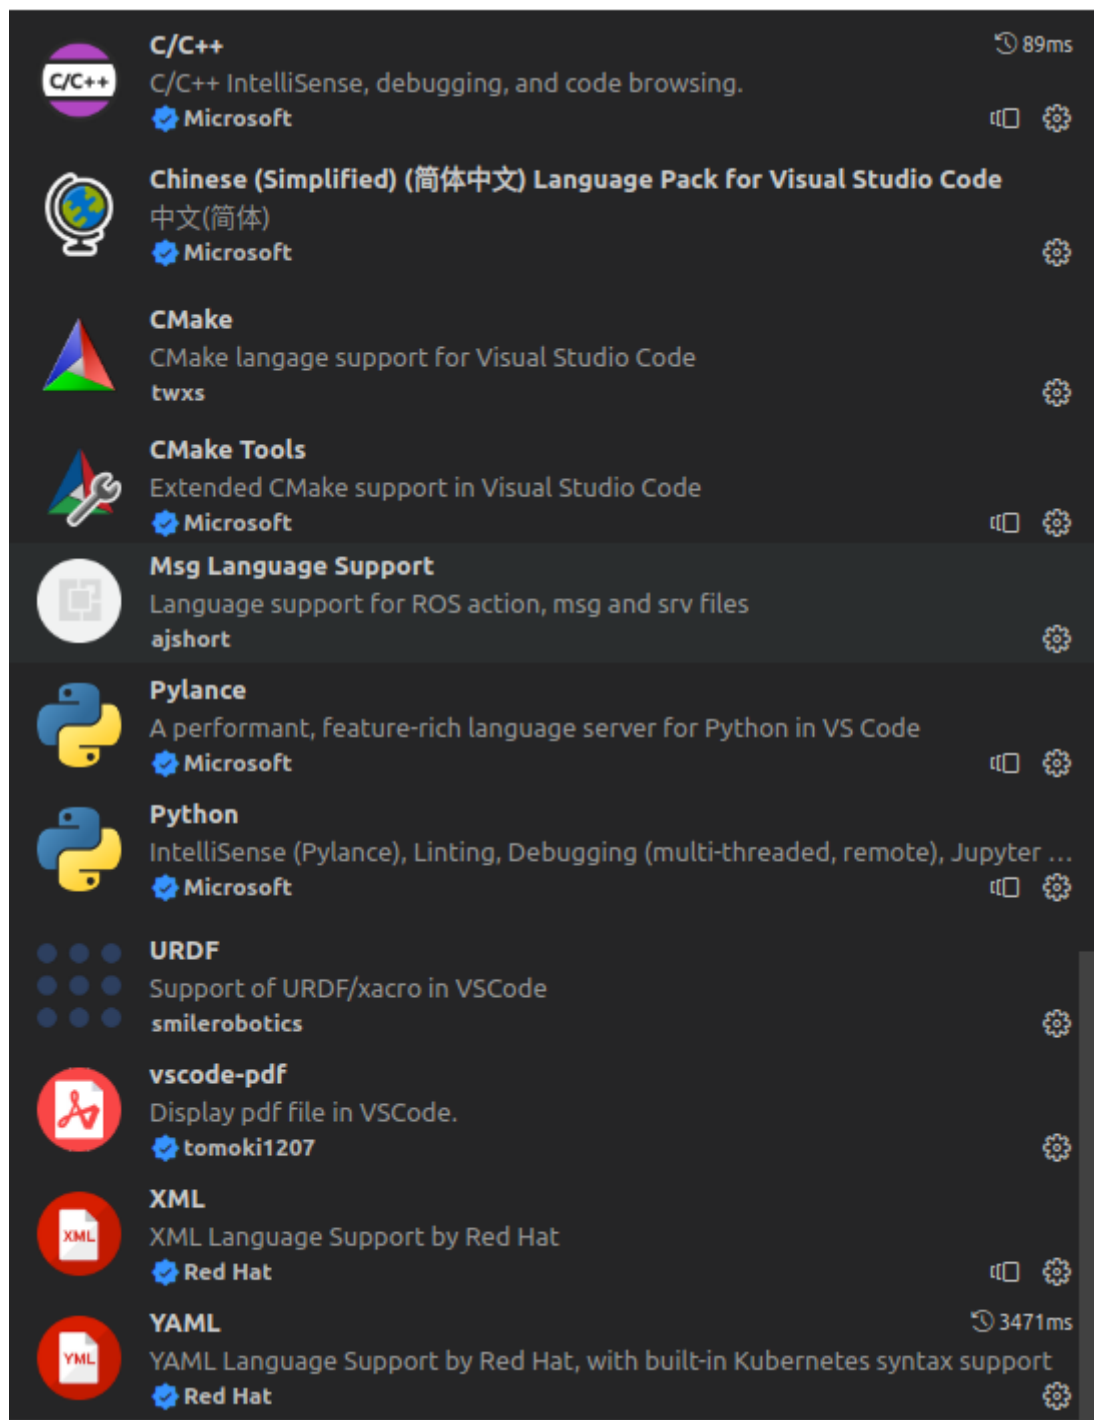 C/C++
89ms
C/C++
C/C++ IntelliSense, debugging, and code browsing.
Microsoft
Chinese (Simplified) (简体中文) Language Pack for Visual Studio Code
中文(简体)
Microsoft
CMake
CMake langage support for Visual Studio Code
twxs
CMake Tools
Extended CMake support in Visual Studio Code
Microsoft
Msg Language Support
Language support for ROS action, msg and srv files
ajshort
Pylance
A performant, feature-rich language server for Python in VS Code
Microsoft
Python
IntelliSense (Pylance), Linting, Debugging (multi-threaded, remote), Jupyter ...
Microsoft
URDF
Support of URDF/xacro in VSCode
smilerobotics
vscode-pdf
Display pdf file in VSCode.
tomoki1207
XML
XML
XML Language Support by Red Hat
Red Hat
YAML
3471ms
YML
YAML Language Support by Red Hat, with built-in Kubernetes syntax support
Red Hat